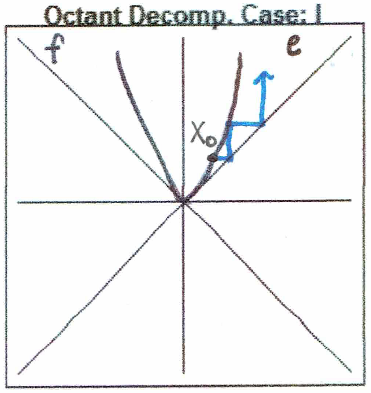 Octant Decomp. Case: I
f
e
X₀